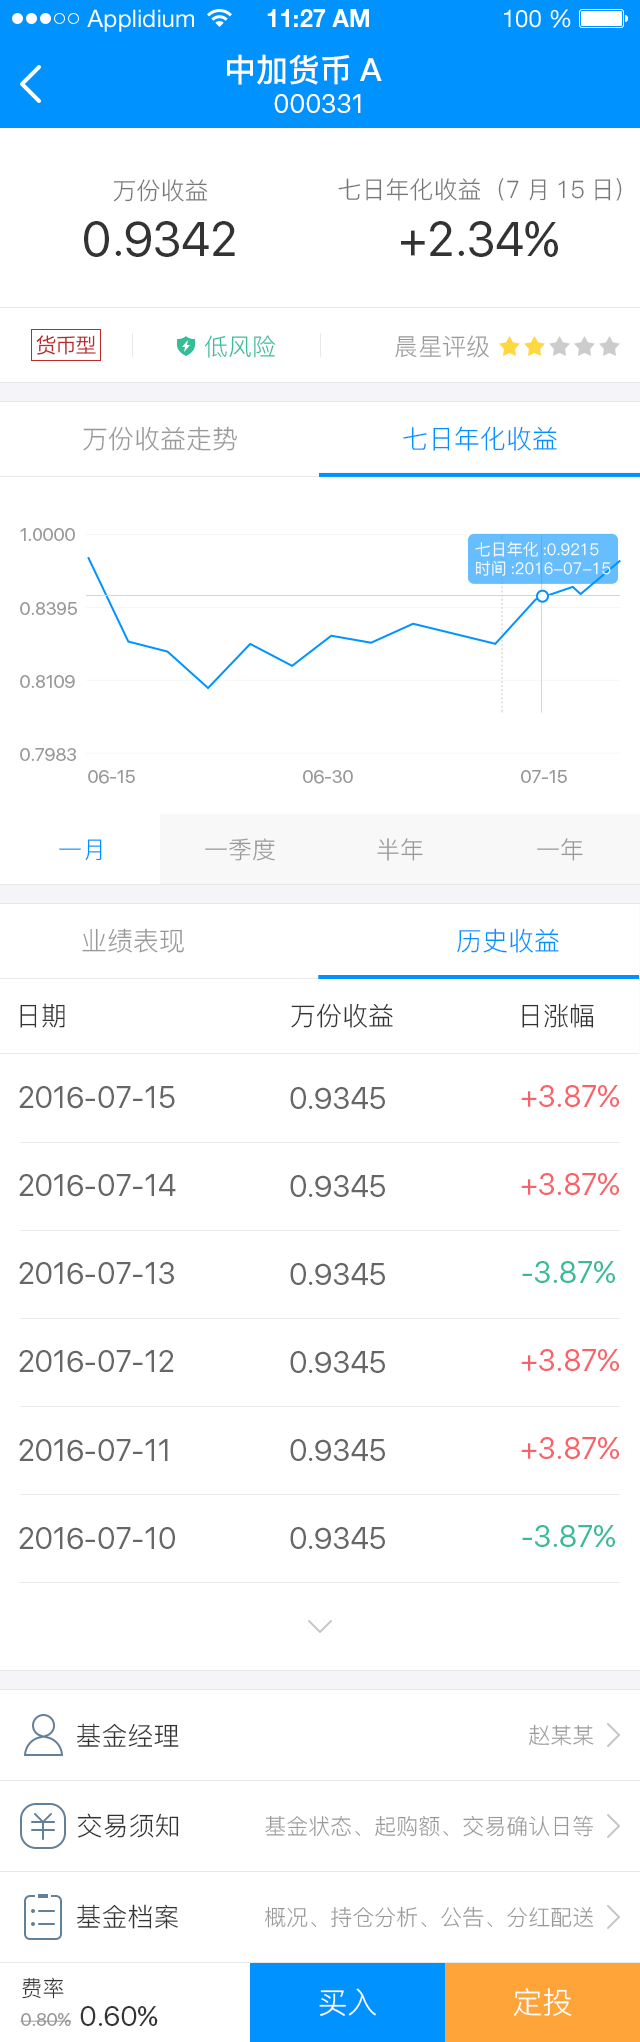 Applidium 11:27 AM 100 %
中加货币 A
000331
万份收益 七日年化收益（7 月 15 日）
0.9342 +2.34%
货币型 低风险 晨星评级
万份收益走势 七日年化收益
1.0000
七日年化 :0.9215
时间 :2016-07-15
0.8395
0.8109
0.7983
06-15 06-30 07-15
一月 一季度 半年 一年
业绩表现 历史收益
日期 万份收益 日涨幅
2016-07-15 0.9345 +3.87%
2016-07-14 0.9345 +3.87%
2016-07-13 0.9345 -3.87%
2016-07-12 0.9345 +3.87%
2016-07-11 0.9345 +3.87%
2016-07-10 0.9345 -3.87%
基金经理 赵某某
交易须知 基金状态、起购额、交易确认日等
基金档案 概况、持仓分析、公告、分红配送
费率
0.80% 0.60% 买入 定投